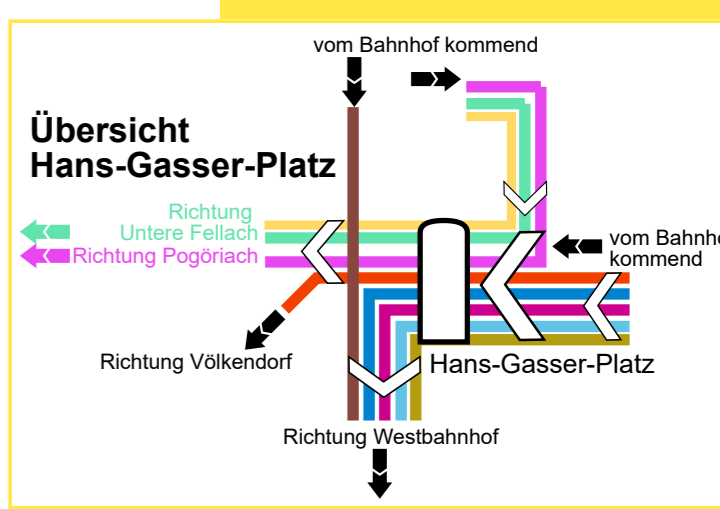 vom Bahnhof kommend
Übersicht
Hans-Gasser-Platz
Richtung
Untere Fellach
Richtung Pogöriach
vom Bahnho
kommend
Richtung Völkendorf
Hans-Gasser-Platz
Richtung Westbahnhof